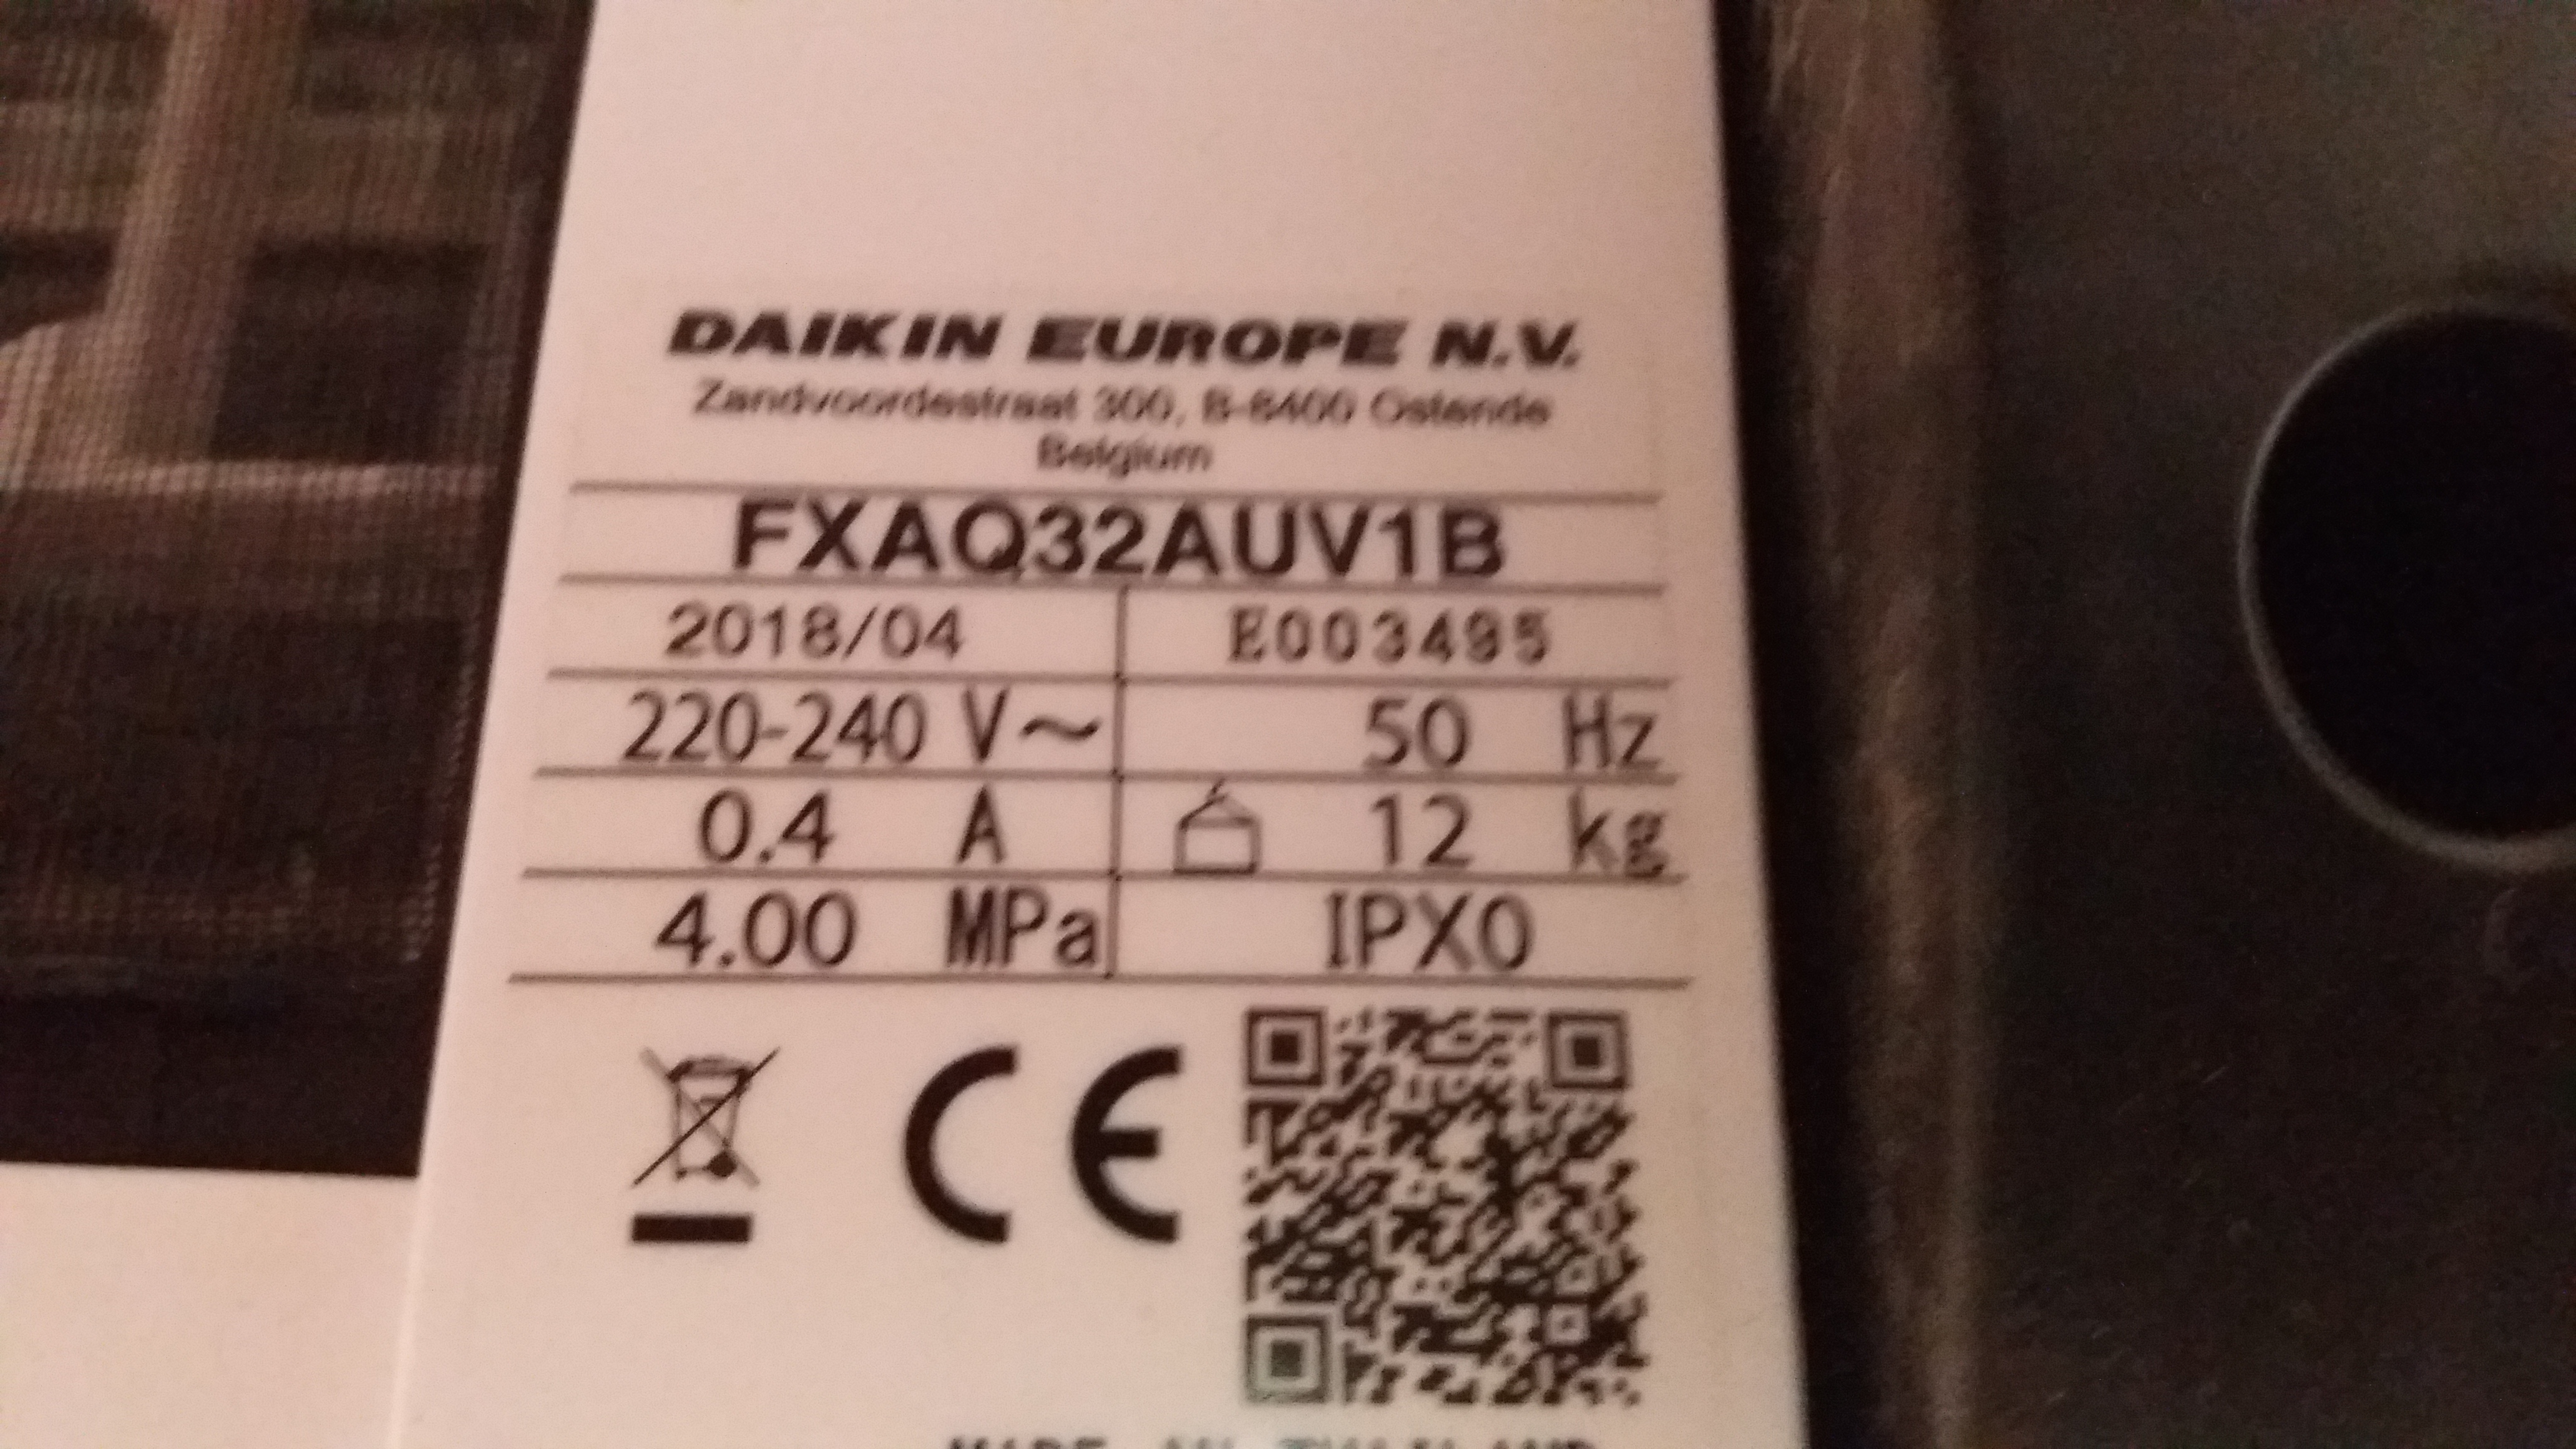 DAIKIN EUROPE N.V.
Zandvoordestraat 300, B-8400 Ostende
Belgium
FXAQ32AUV1B
2018/04 E003495
220-240 V~ 50 Hz
0.4 A 12 kg
4.00 MPa IPX0
CE